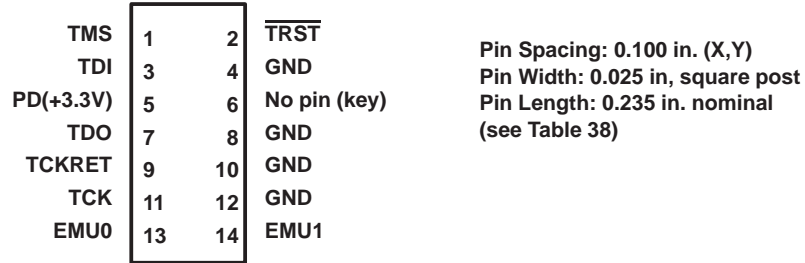 TMS 1 2 TRST
TDI 3 4 GND
PD(+3.3V) 5 6 No pin (key)
TDO 7 8 GND
TCKRET 9 10 GND
TCK 11 12 GND
EMU0 13 14 EMU1
Pin Spacing: 0.100 in. (X,Y)
Pin Width: 0.025 in, square post
Pin Length: 0.235 in. nominal
(see Table 38)